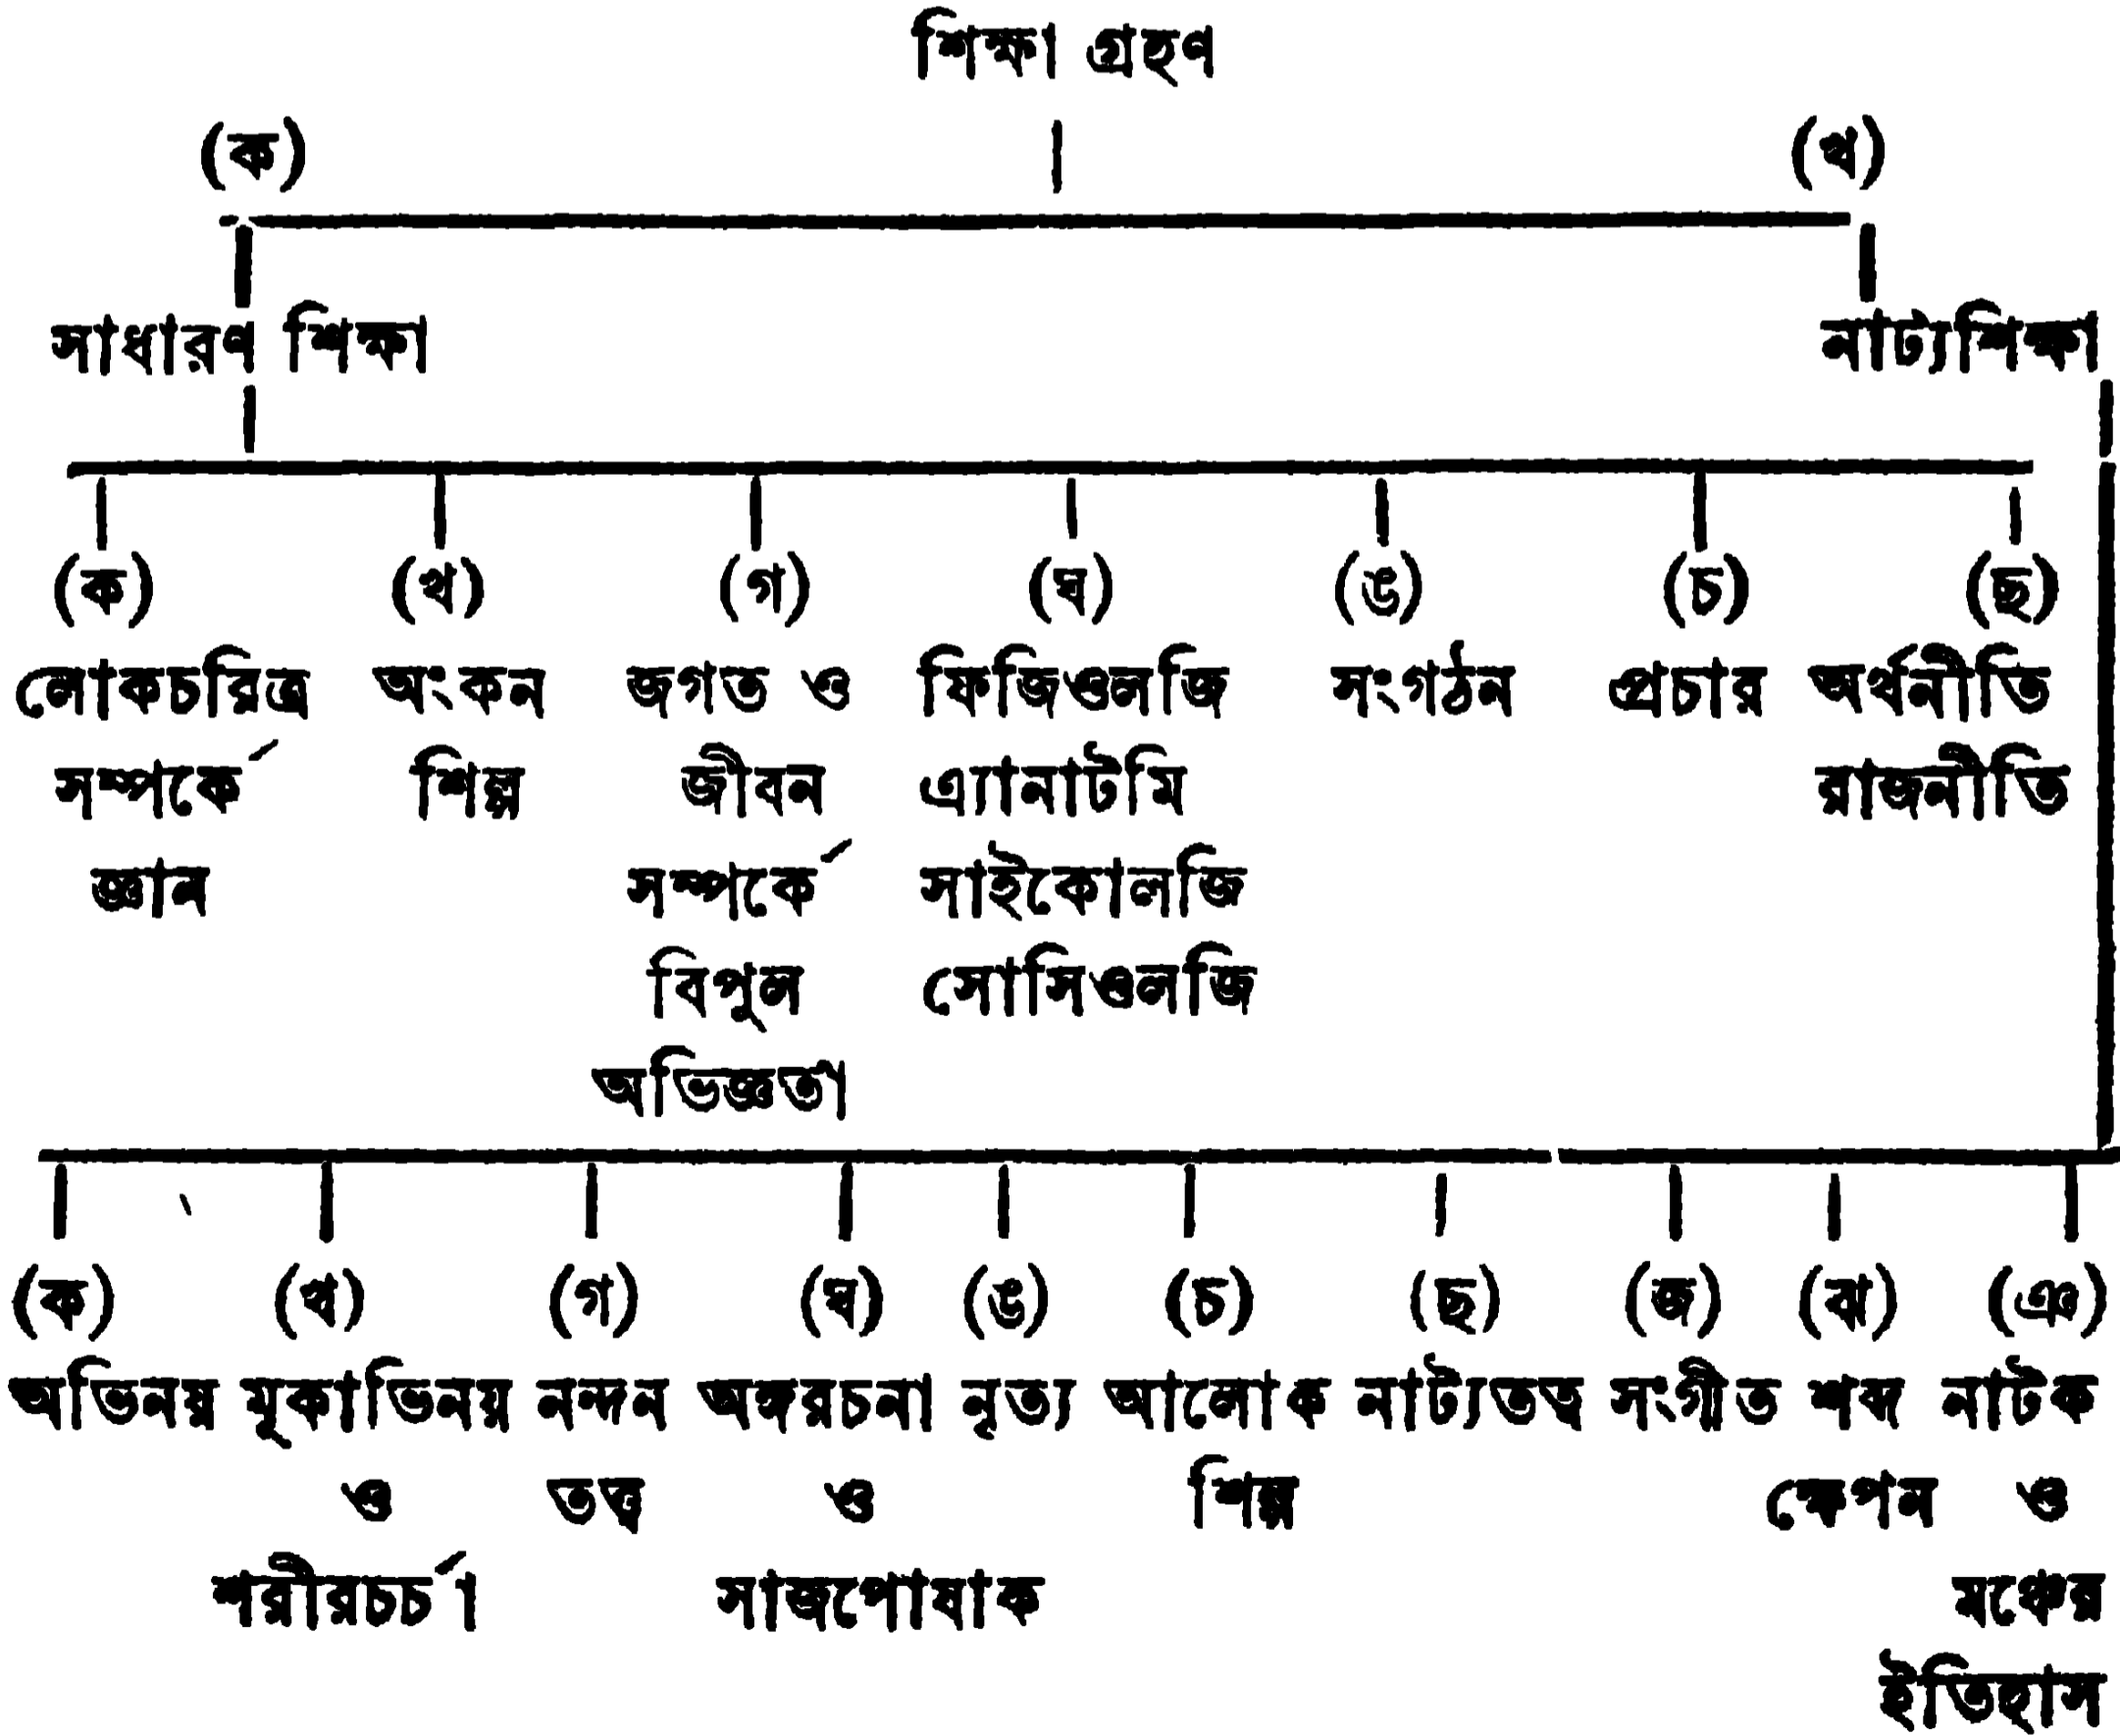 শিক্ষা গ্রহণ
(ক) (খ)
সাধারণ শিক্ষা নাট্যশিক্ষা
(ক) (খ) (গ) (ঘ) (ঙ) (চ) (ছ)
লোকচরিত্র অংকন জগত ও ফিজিওলজি সংগঠন প্রচার অর্থনীতি
সম্পর্কে শিল্প জীবন এ্যানাটমি রাজনীতি
জ্ঞান সম্পর্কে সাইকোলজি
বিপুল সোসিওলজি
অভিজ্ঞতা
(ক) (খ) (গ) (ঘ) (ঙ) (চ) (ছ) (জ) (ঝ) (ঞ)
অভিনয় মূকাভিনয় নন্দন অঙ্গরচনা নৃত্য আলোক নাট্যতত্ত্ব সংগীত শব্দ নাটক
ও তত্ত্ব ও শিল্প ক্ষেপন ও
শরীরচর্চা সাজপোষাক মঞ্চের
ইতিহাস